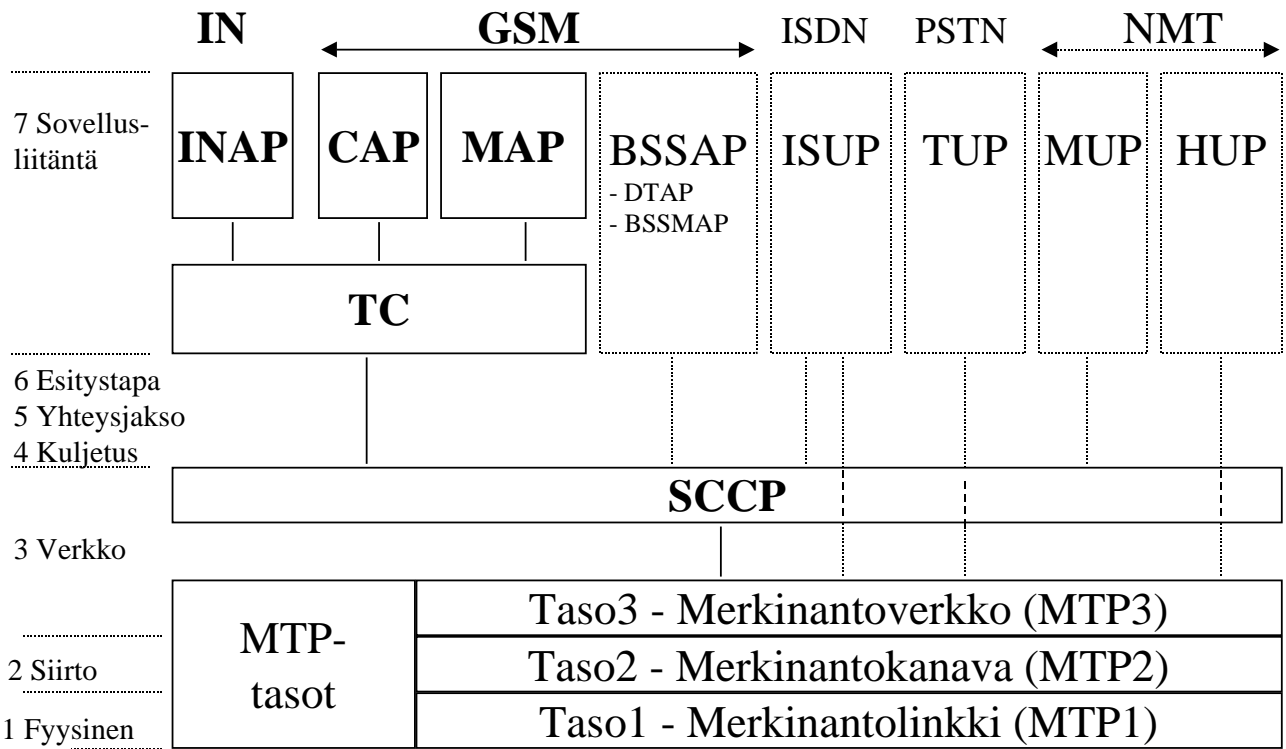 IN GSM ISDN PSTN NMT
7 Sovellus-
liitäntä
INAP CAP MAP BSSAP ISUP TUP MUP HUP
- DTAP
- BSSMAP
TC
6 Esitystapa
5 Yhteysjakso
4 Kuljetus
SCCP
3 Verkko
MTP-
tasot
Taso3 - Merkinantoverkko (MTP3)
2 Siirto
Taso2 - Merkinantokanava (MTP2)
1 Fyysinen
Taso1 - Merkinantolinkki (MTP1)